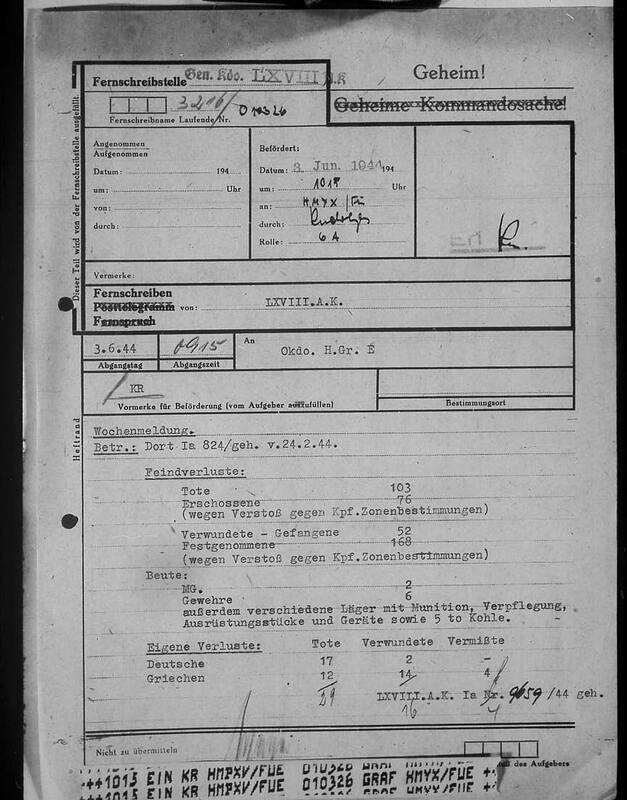 Fernschreibstelle Gen. Kdo. LXVIII A.K
Geheim!
Geheime Kommandosache!
010326
Fernschreibname Laufende Nr.
Dieser Teil wird von der Fernschreibstelle ausgefüllt.
Angenommen
Aufgenommen
Datum: 194
um: Uhr
von:
durch:
Befördert:
Datum: 3. Jun. 1944 194
um: 1015 Uhr
an: HMYX/
durch:
Rolle: 6A
Vermerke:
Fernschreiben
Posttelegramm von: LXVIII.A.K.
Fernspruch
3.6.44
0915
An
Okdo. H.Gr. E
Abgangstag
Abgangszeit
KR
Vormerke für Beförderung (vom Aufgeber auszufüllen)
Bestimmungsort
Heftrand
Wochenmeldung.
Betr.: Dort Ia 824/geh. v.24.2.44.
Feindverluste:
Tote 103
Erschossene 76
(wegen Verstoß gegen Kpf.Zonenbestimmungen)
Verwundete - Gefangene 52
Festgenommene 168
(wegen Verstoß gegen Kpf.Zonenbestimmungen)
Beute:
MG. 2
Gewehre 6
außerdem verschiedene Läger mit Munition, Verpflegung,
Ausrüstungsstücke und Geräte sowie 5 to Kohle.
Eigene Verluste: Tote Verwundete Vermißte
Deutsche 17 2 -
Griechen 12 14 4
29 16 4
LXVIII.A.K. Ia Nr. 9659/44 geh.
Nicht zu übermitteln
des Aufgebers
+++1015 EIN KR HMPXV/FUE 010326 GRAF HMYX/FUE +